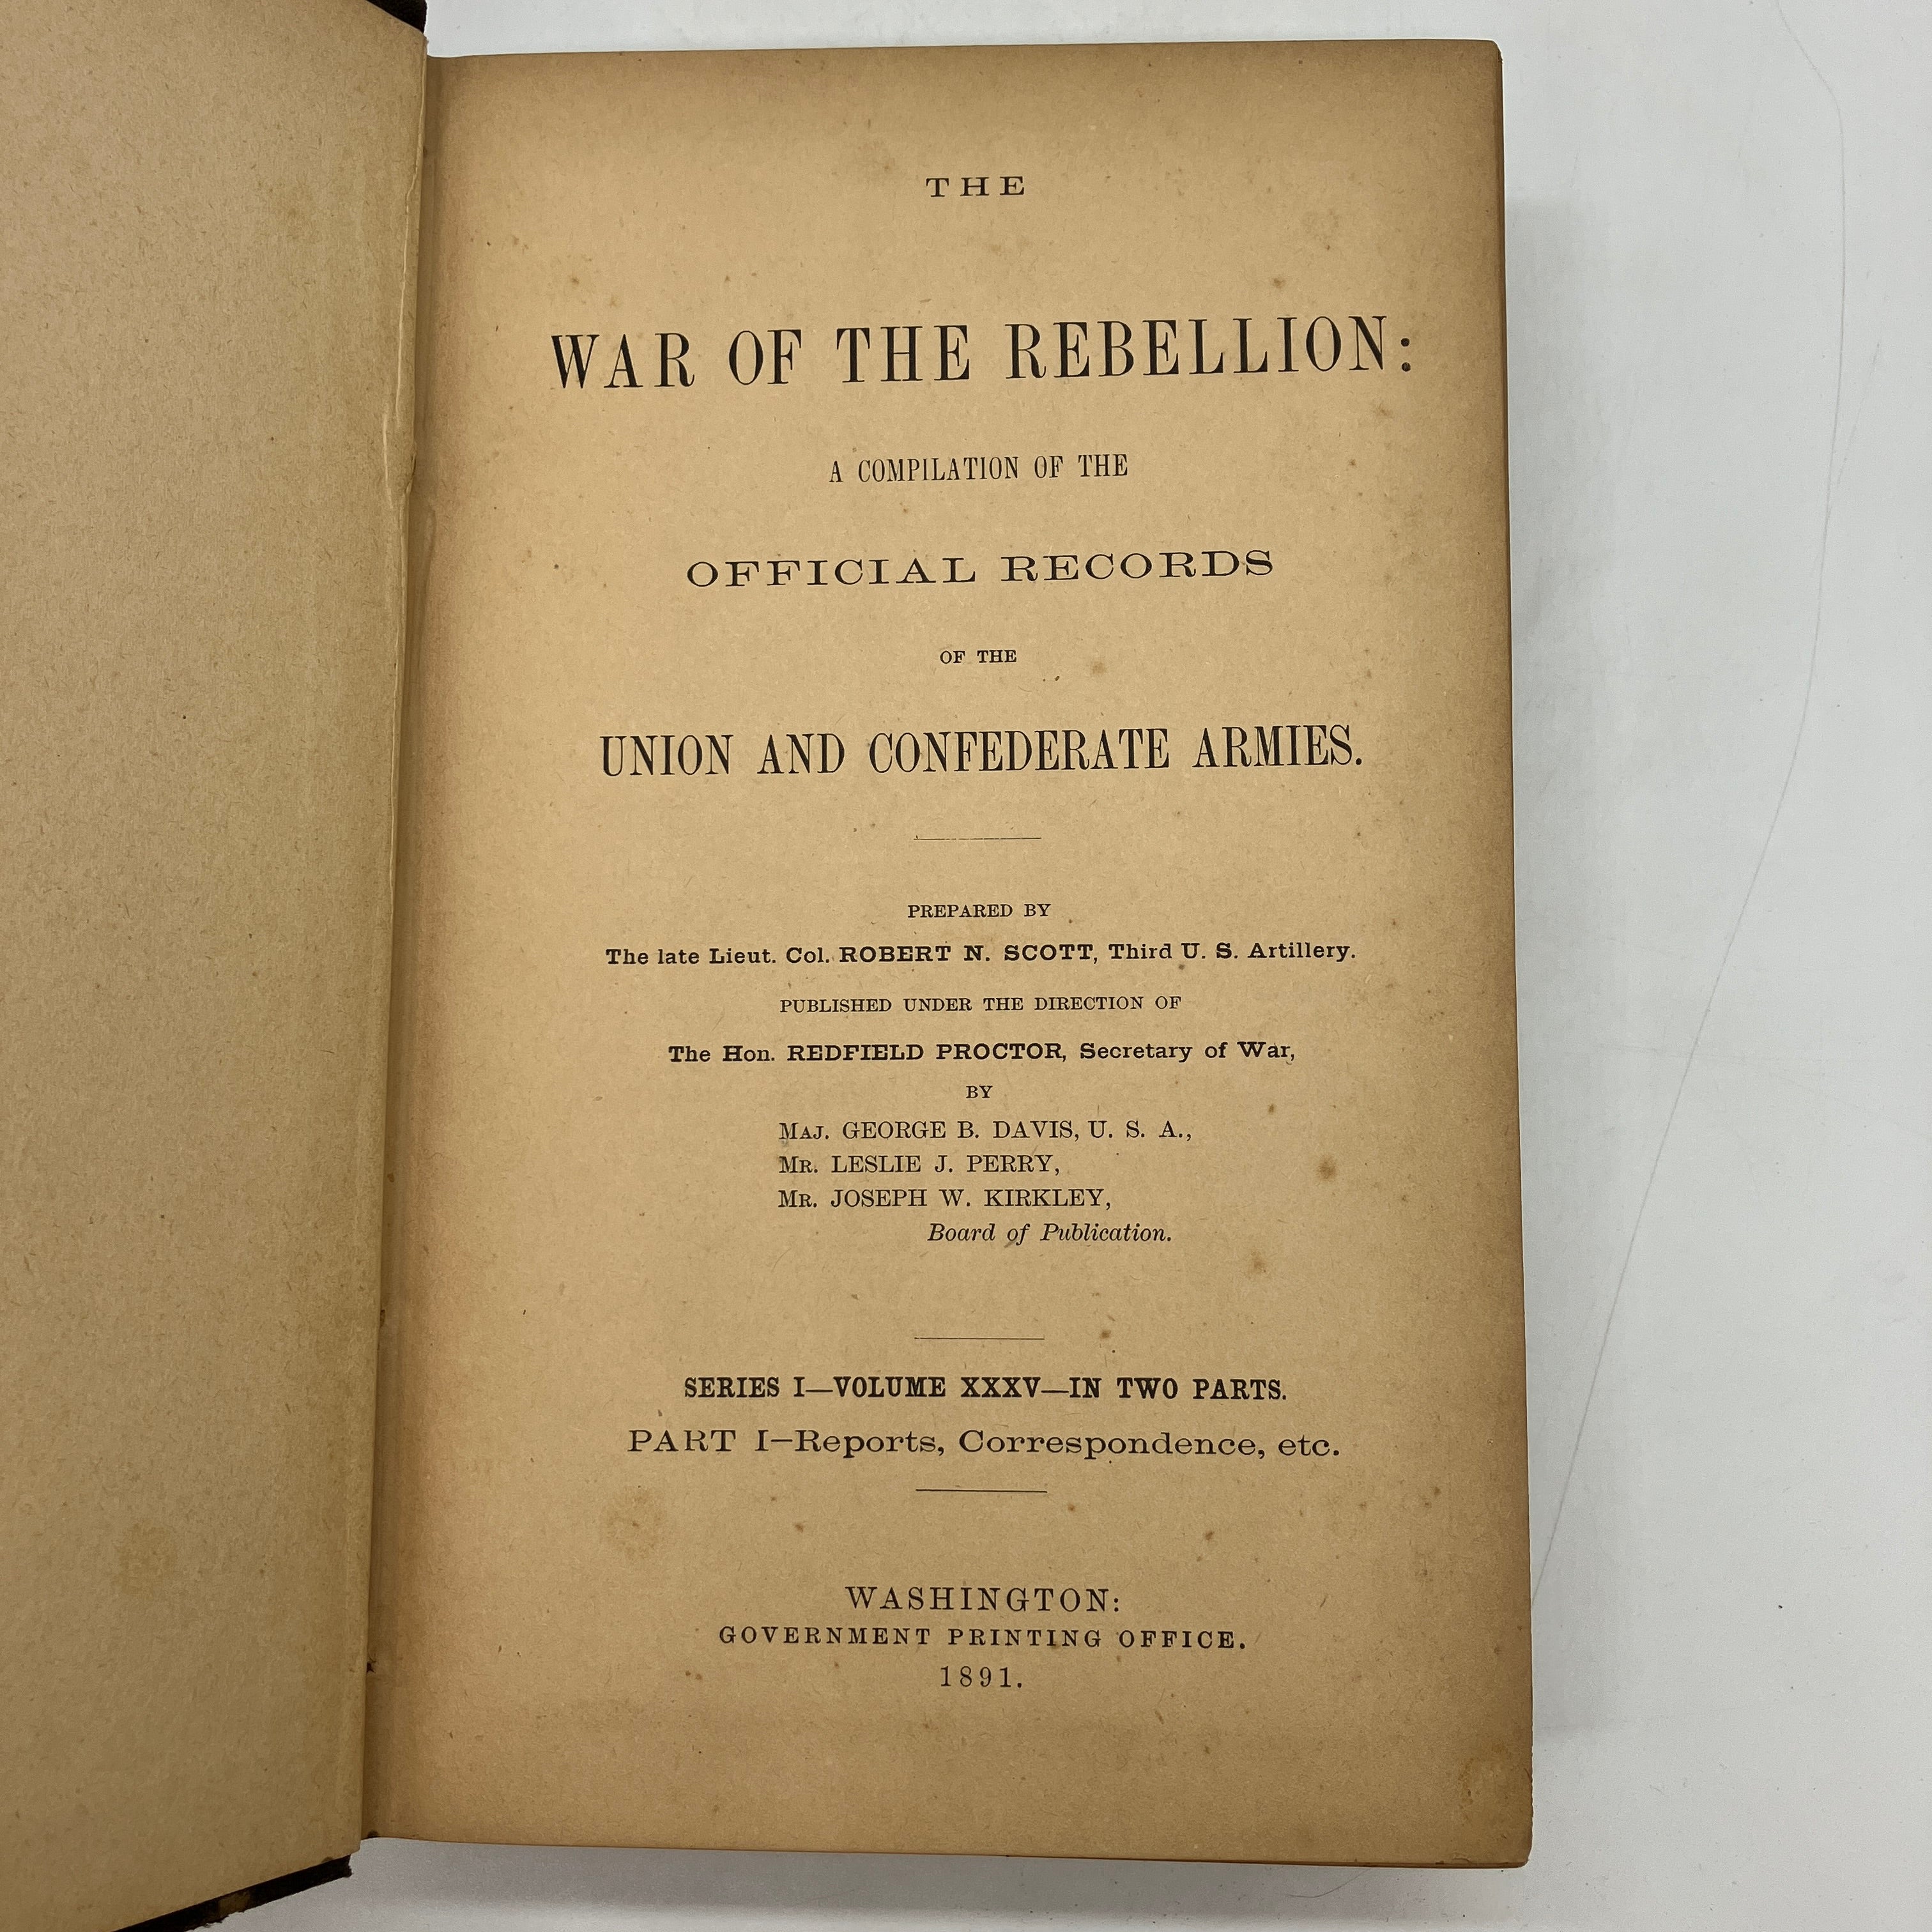 THE
WAR OF THE REBELLION:
A COMPILATION OF THE
OFFICIAL RECORDS
OF THE
UNION AND CONFEDERATE ARMIES.
PREPARED BY
The late Lieut. Col. ROBERT N. SCOTT, Third U. S. Artillery.
PUBLISHED UNDER THE DIRECTION OF
The Hon. REDFIELD PROCTOR, Secretary of War,
BY
MAJ. GEORGE B. DAVIS, U. S. A.,
MR. LESLIE J. PERRY,
MR. JOSEPH W. KIRKLEY,
Board of Publication.
SERIES I—VOLUME XXXV—IN TWO PARTS.
PART I—Reports, Correspondence, etc.
WASHINGTON:
GOVERNMENT PRINTING OFFICE.
1891.